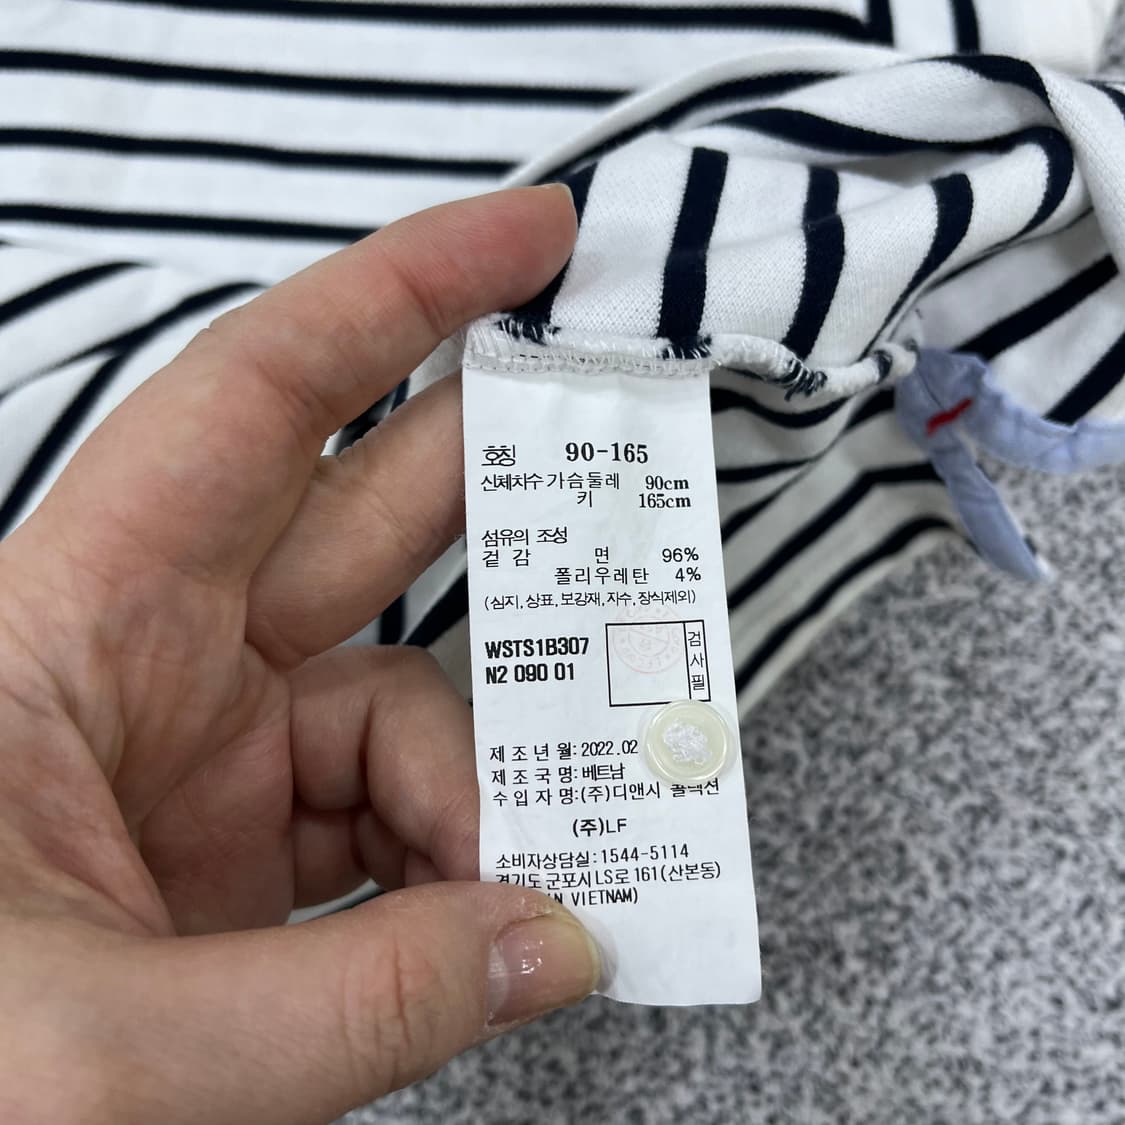 호칭 90-165
신체치수 가슴둘레 90cm
키 165cm
섬유의 조성
겉 감 면 96%
폴리우레탄 4%
(심지, 상표, 보강재, 자수, 장식제외)
WSTS1B307
N2 090 01
검사필
제 조 년 월: 2022.02
제 조 국 명: 베트남
수 입 자 명:(주)디앤시 콜렉션
(주)LF
소비자상담실:1544-5114
경기도 군포시 LS로 161(산본동)
VIETNAM)